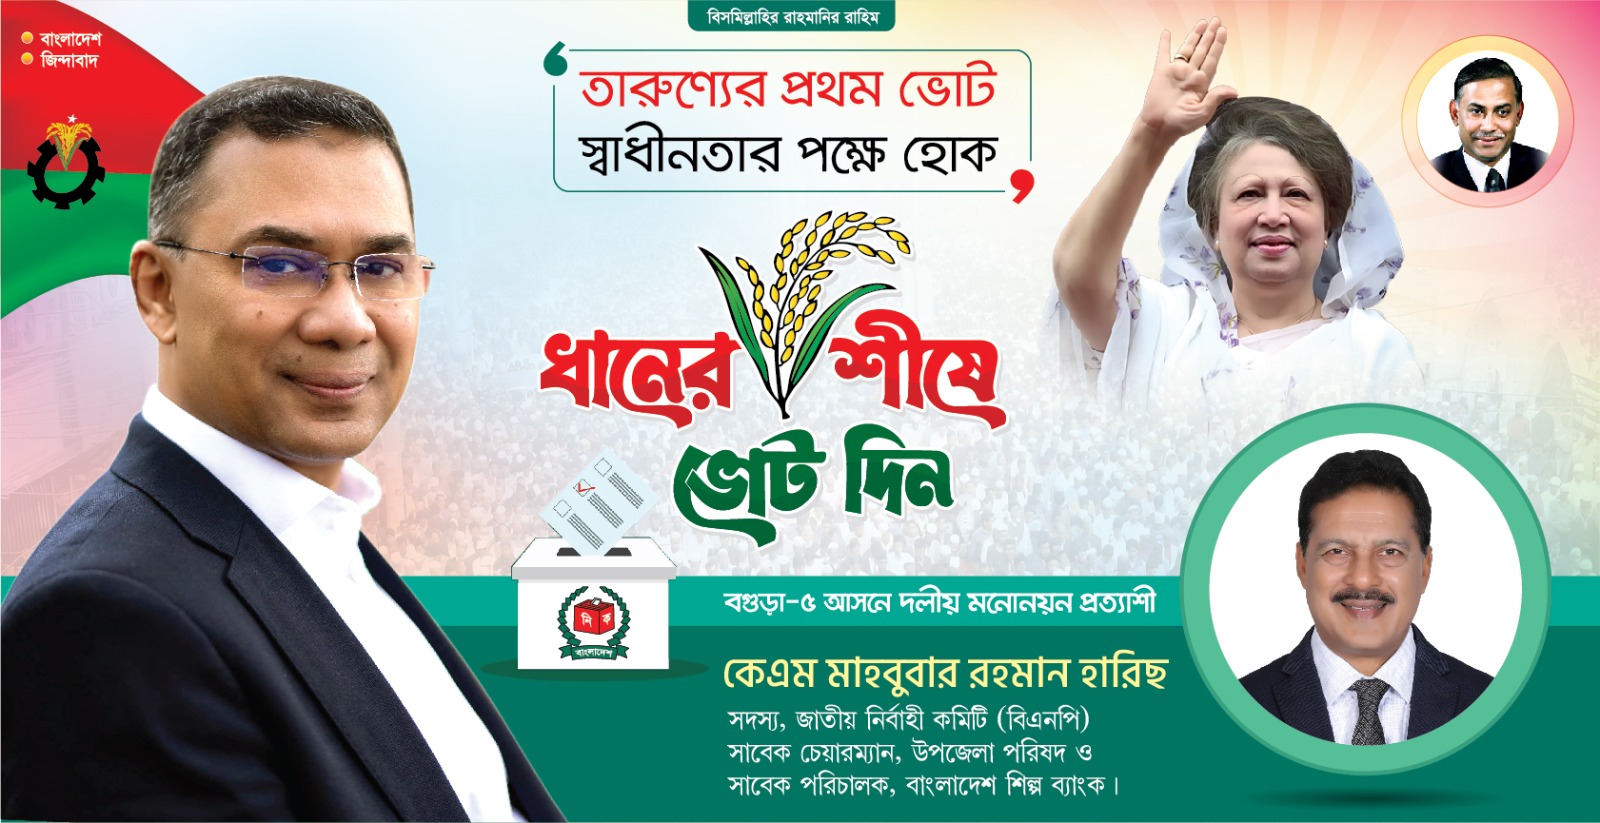 বিসমিল্লাহির রাহমানির রাহিম
বাংলাদেশ
জিন্দাবাদ
তারুণ্যের প্রথম ভোট
স্বাধীনতার পক্ষে হোক
ধানের শীষে
ভোট দিন
নি ক
বাংলাদেশ
বগুড়া-৫ আসনে দলীয় মনোনয়ন প্রত্যাশী
কেএম মাহবুবার রহমান হারিছ
সদস্য, জাতীয় নির্বাহী কমিটি (বিএনপি)
সাবেক চেয়ারম্যান, উপজেলা পরিষদ ও
সাবেক পরিচালক, বাংলাদেশ শিল্প ব্যাংক।